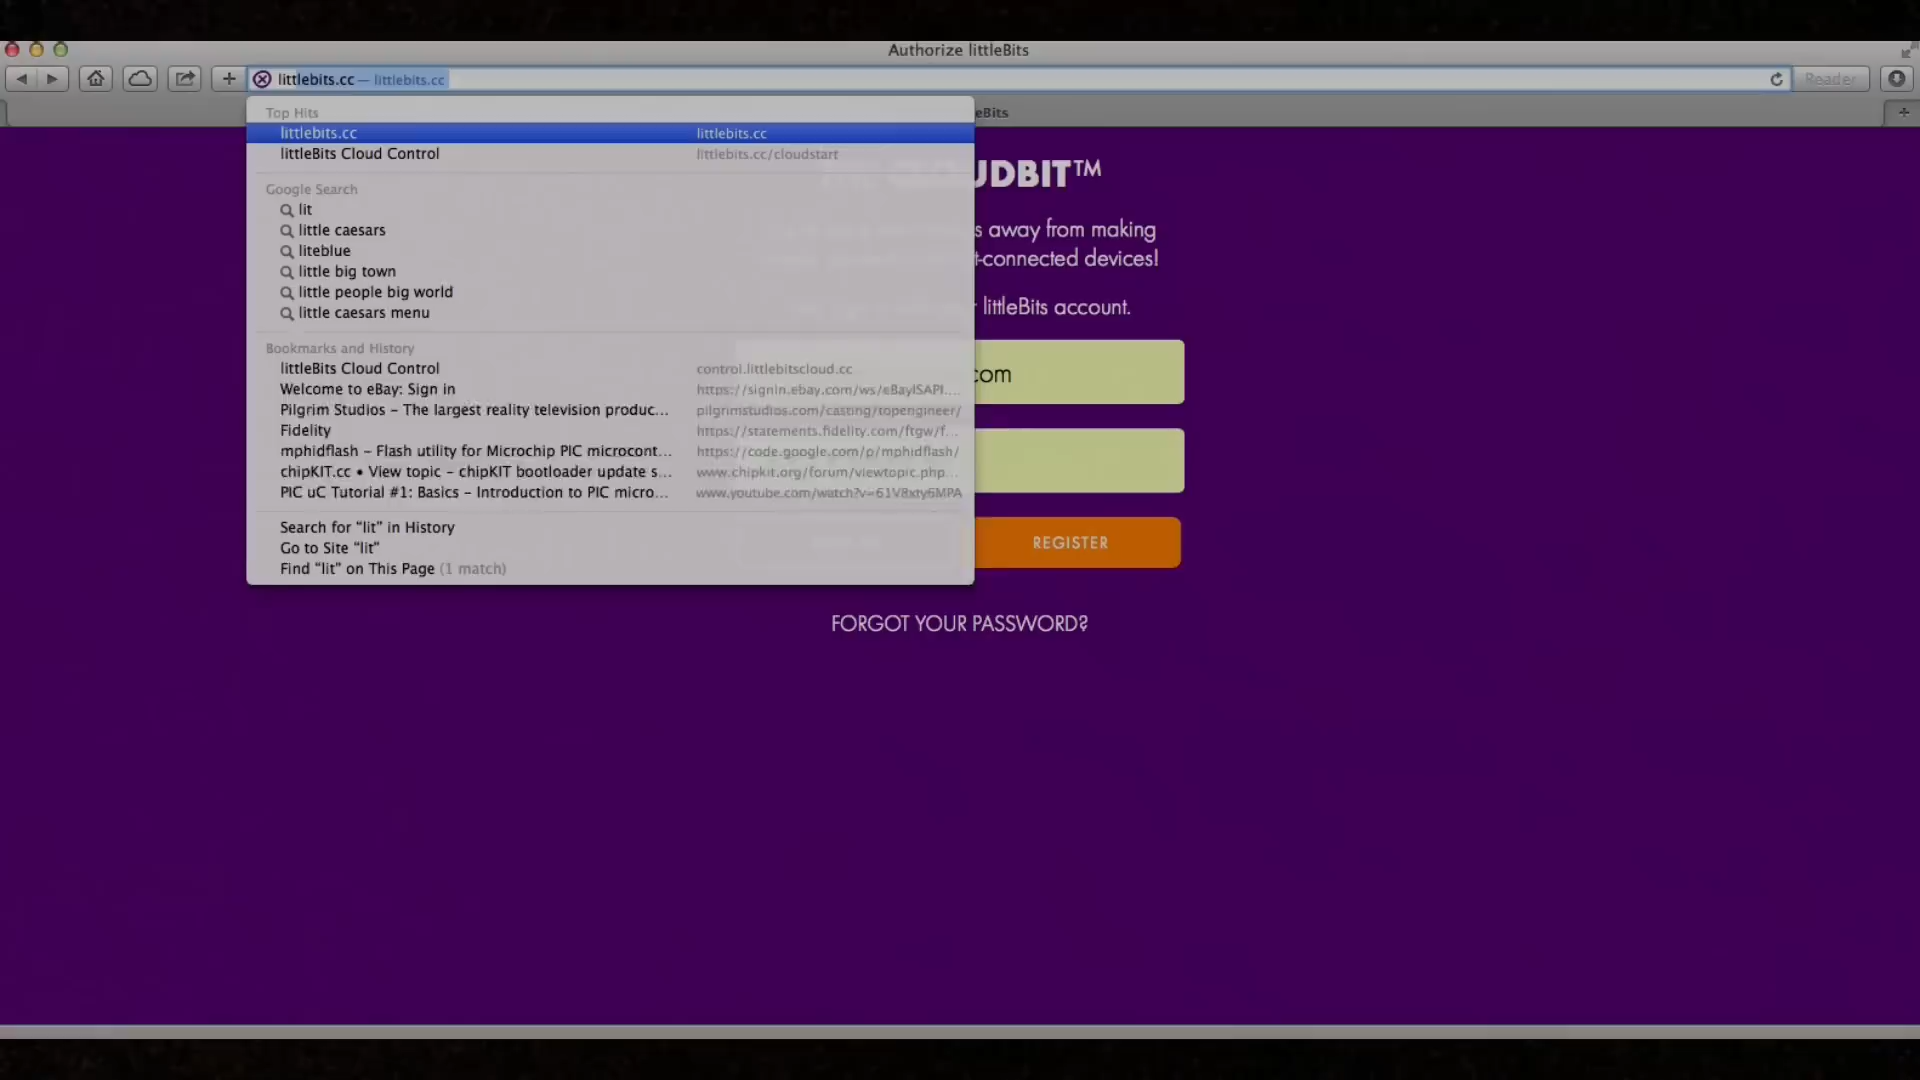 Authorize littleBits
littlebits.cc — littlebits.cc
Reader
eBits
Top Hits
littlebits.cc littlebits.cc
littleBits Cloud Control littlebits.cc/cloudstart
Google Search
lit
little caesars
liteblue
little big town
little people big world
little caesars menu
Bookmarks and History
littleBits Cloud Control control.littlebitscloud.cc
Welcome to eBay: Sign in https://signin.ebay.com/ws/eBayISAPI....
Pilgrim Studios – The largest reality television produc... pilgrimstudios.com/casting/topengineer/
Fidelity https://statements.fidelity.com/ftgw/f...
mphidflash – Flash utility for Microchip PIC microcont... https://code.google.com/p/mphidflash/
chipKIT.cc • View topic – chipKIT bootloader update s... www.chipkit.org/forum/viewtopic.php...
PIC uC Tutorial #1: Basics – Introduction to PIC micro... www.youtube.com/watch?v=61V8xty6MPA
Search for “lit” in History
Go to Site “lit”
Find “lit” on This Page (1 match)
UDBIT™
s away from making
t-connected devices!
littleBits account.
com
REGISTER
FORGOT YOUR PASSWORD?